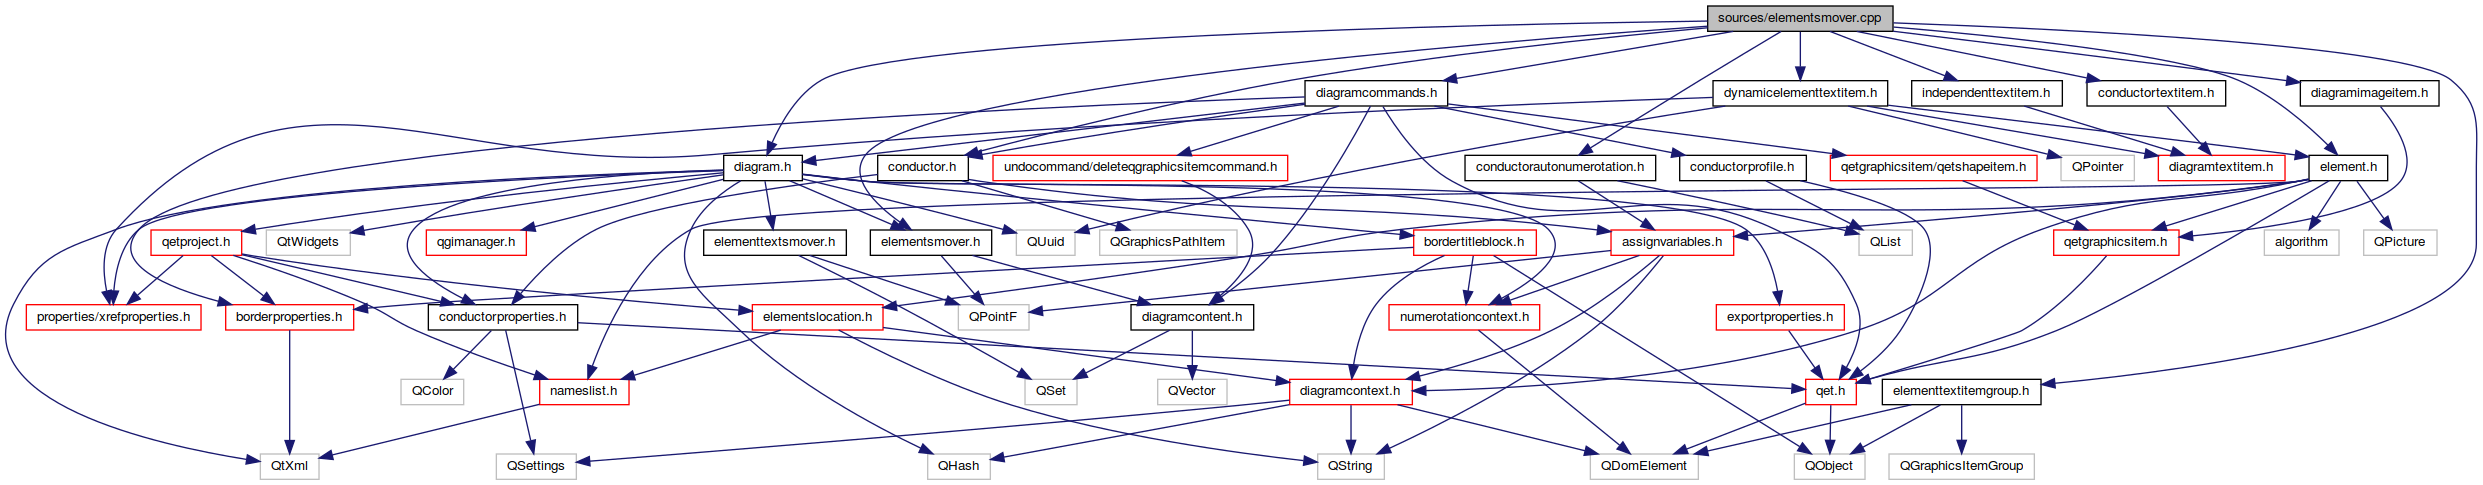 sources/elementsmover.cpp
diagramcommands.h
dynamicelementtextitem.h
independenttextitem.h
conductortextitem.h
diagramimageitem.h
diagram.h
conductor.h
undocommand/deleteqgraphicsitemcommand.h
conductorautonumerotation.h
conductorprofile.h
qetgraphicsitem/qetshapeitem.h
QPointer
diagramtextitem.h
element.h
qetproject.h
QtWidgets
qgimanager.h
elementtextsmover.h
elementsmover.h
QUuid
QGraphicsPathItem
bordertitleblock.h
assignvariables.h
QList
qetgraphicsitem.h
algorithm
QPicture
properties/xrefproperties.h
borderproperties.h
conductorproperties.h
elementslocation.h
QPointF
diagramcontent.h
numerotationcontext.h
exportproperties.h
QColor
nameslist.h
QSet
QVector
diagramcontext.h
qet.h
elementtextitemgroup.h
QtXml
QSettings
QHash
QString
QDomElement
QObject
QGraphicsItemGroup